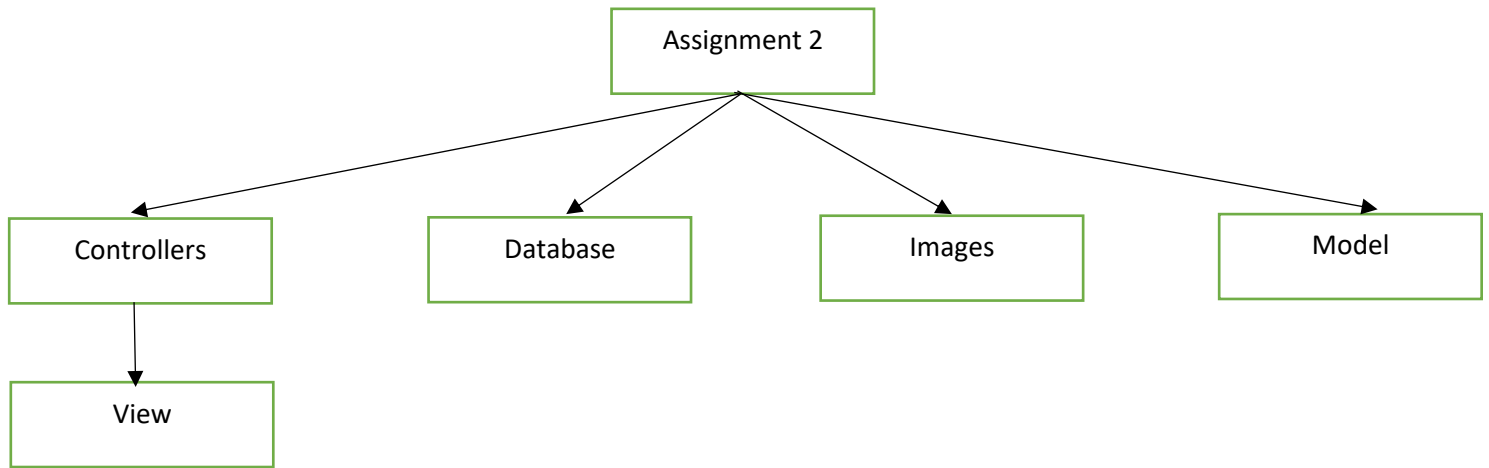 Assignment 2
Controllers
Database
Images
Model
View